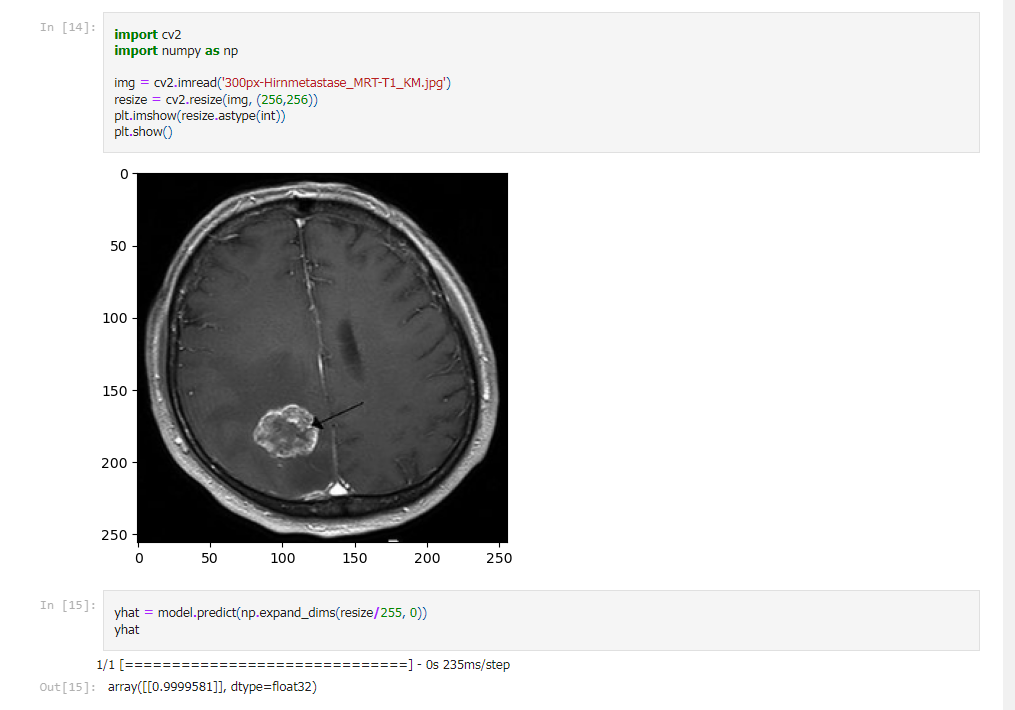 In [14]:
import cv2
import numpy as np
img = cv2.imread('300px-Hirnmetastase_MRT-T1_KM.jpg')
resize = cv2.resize(img, (256,256))
plt.imshow(resize.astype(int))
plt.show()
0
50
100
150
200
250
0 50 100 150 200 250
In [15]:
yhat = model.predict(np.expand_dims(resize/255, 0))
yhat
1/1 [==============================] - 0s 235ms/step
Out[15]: array([[0.9999581]], dtype=float32)